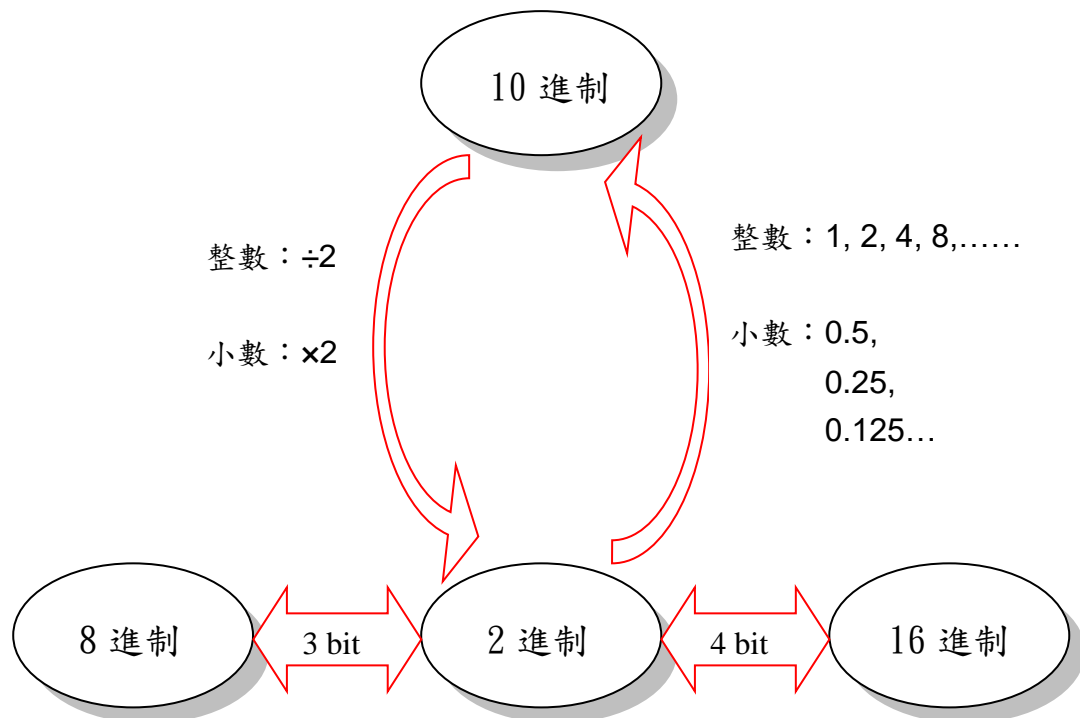 10 進制
整數：÷2
小數：×2
整數：1, 2, 4, 8,……
小數：0.5,
0.25,
0.125…
8 進制
3 bit
2 進制
4 bit
16 進制